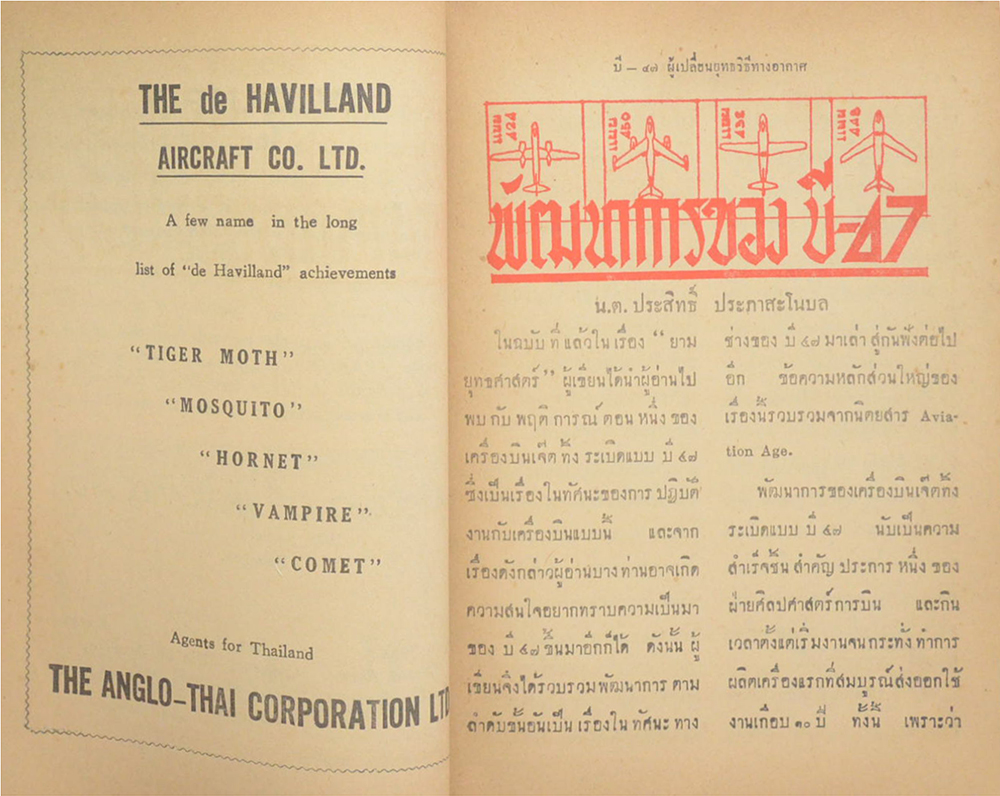 THE de HAVILLAND
AIRCRAFT CO. LTD.
A few name in the long
list of "de Havilland" achievements
"TIGER MOTH"
"MOSQUITO"
"HORNET"
"VAMPIRE"
"COMET"
Agents for Thailand
THE ANGLO-THAI CORPORATION LTD
บี – ๔๗ ผู้เปลี่ยนยุทธวิธีทางอากาศ
แบบ 424
แบบ 450
แบบ 432
แบบ 448
พัฒนาการของ บี-47
น.ต. ประสิทธิ์ ประภาสะโนบล
ในฉบับ ที่ แล้วใน เรื่อง " ยาม
ยุทธศาสตร์ " ผู้เขียนได้นำผู้อ่านไป
พบ กับ พฤติ การณ์ ตอน หนึ่ง ของ
เครื่องบินเจ็ต ทิ้ง ระเบิดแบบ บี ๔๗
ซึ่งเป็นเรื่อง ในทัศนะของการ ปฏิบัติ
งานกับเครื่องบินแบบนี้ และจาก
เรื่องดังกล่าวผู้อ่านบาง ท่านอาจเกิด
ความสนใจอยากทราบความเป็นมา
ของ บี ๔๗ ขึ้นมาอีกก็ได้ ดังนั้น ผู้
เขียนจึงได้รวบรวมพัฒนาการ ตาม
ลำดับขั้นอันเป็น เรื่องใน ทัศนะ ทาง
ช่างของ บี ๔๗ มาเล่า สู่กันฟังต่อไป
อีก ข้อความหลักส่วนใหญ่ของ
เรื่องนี้รวบรวมจากนิตยสาร Avia-
tion Age.
พัฒนาการของเครื่องบินเจ็ตทิ้ง
ระเบิดแบบ บี ๔๗ นับเป็นความ
สำเร็จขั้น สำคัญ ประการ หนึ่ง ของ
ฝ่ายศิลปศาสตร์การบิน และกิน
เวลาตั้งแต่เริ่มงานจน กระทั่ง ทำการ
ผลิตเครื่องแรกที่สมบูรณ์ส่งออกใช้
งานเกือบ ๑๐ ปี ทั้งนี้ เพราะว่า